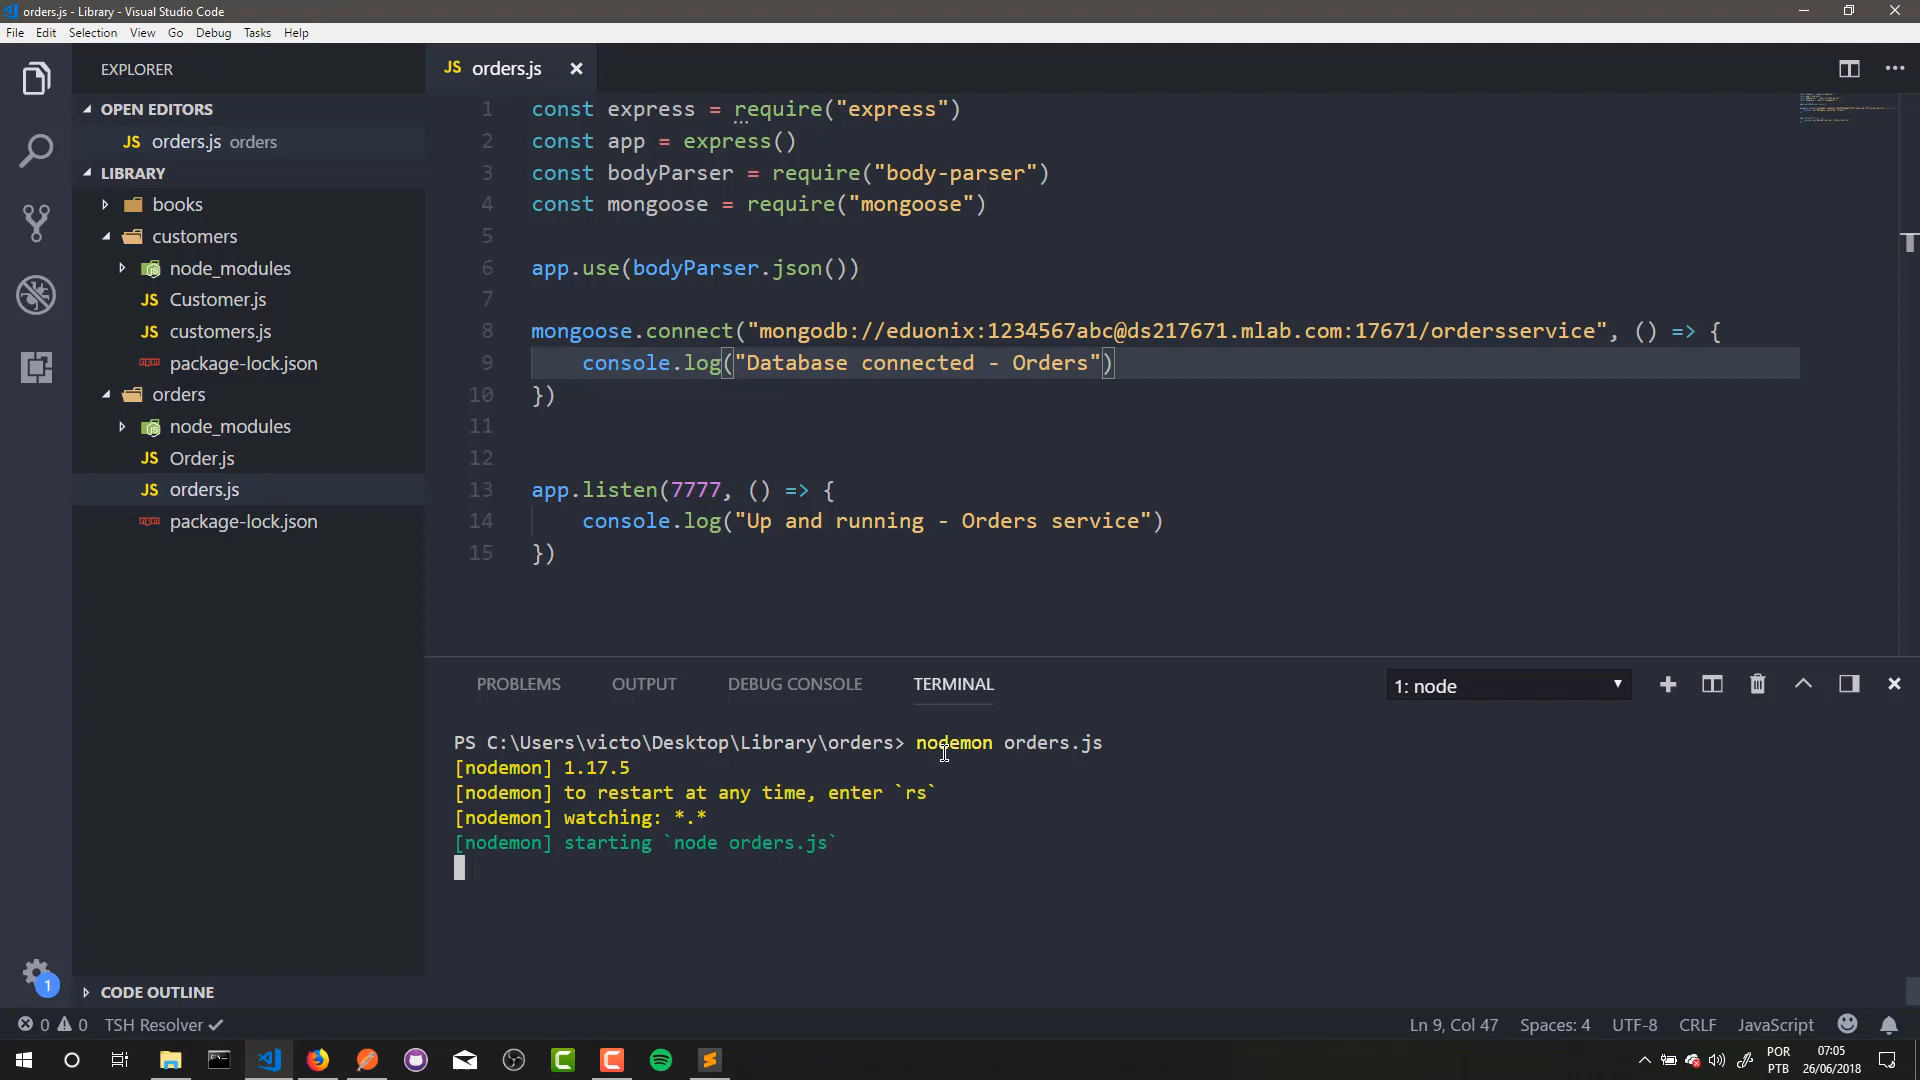 orders.js - Library - Visual Studio Code
File Edit Selection View Go Debug Tasks Help
EXPLORER
OPEN EDITORS
JS orders.js orders
LIBRARY
books
customers
node_modules
JS Customer.js
JS customers.js
package-lock.json
orders
node_modules
JS Order.js
JS orders.js
package-lock.json
CODE OUTLINE
JS orders.js
1 const express = require("express")
2 const app = express()
3 const bodyParser = require("body-parser")
4 const mongoose = require("mongoose")
5
6 app.use(bodyParser.json())
7
8 mongoose.connect("mongodb://eduonix:1234567abc@ds217671.mlab.com:17671/ordersservice", () => {
9 console.log("Database connected - Orders")
10 })
11
12
13 app.listen(7777, () => {
14 console.log("Up and running - Orders service")
15 })
PROBLEMS OUTPUT DEBUG CONSOLE TERMINAL 1: node
PS C:\Users\victo\Desktop\Library\orders> nodemon orders.js
[nodemon] 1.17.5
[nodemon] to restart at any time, enter `rs`
[nodemon] watching: *.*
[nodemon] starting `node orders.js`
1
0 0 TSH Resolver Ln 9, Col 47 Spaces: 4 UTF-8 CRLF JavaScript
POR
PTB
07:05
26/06/2018